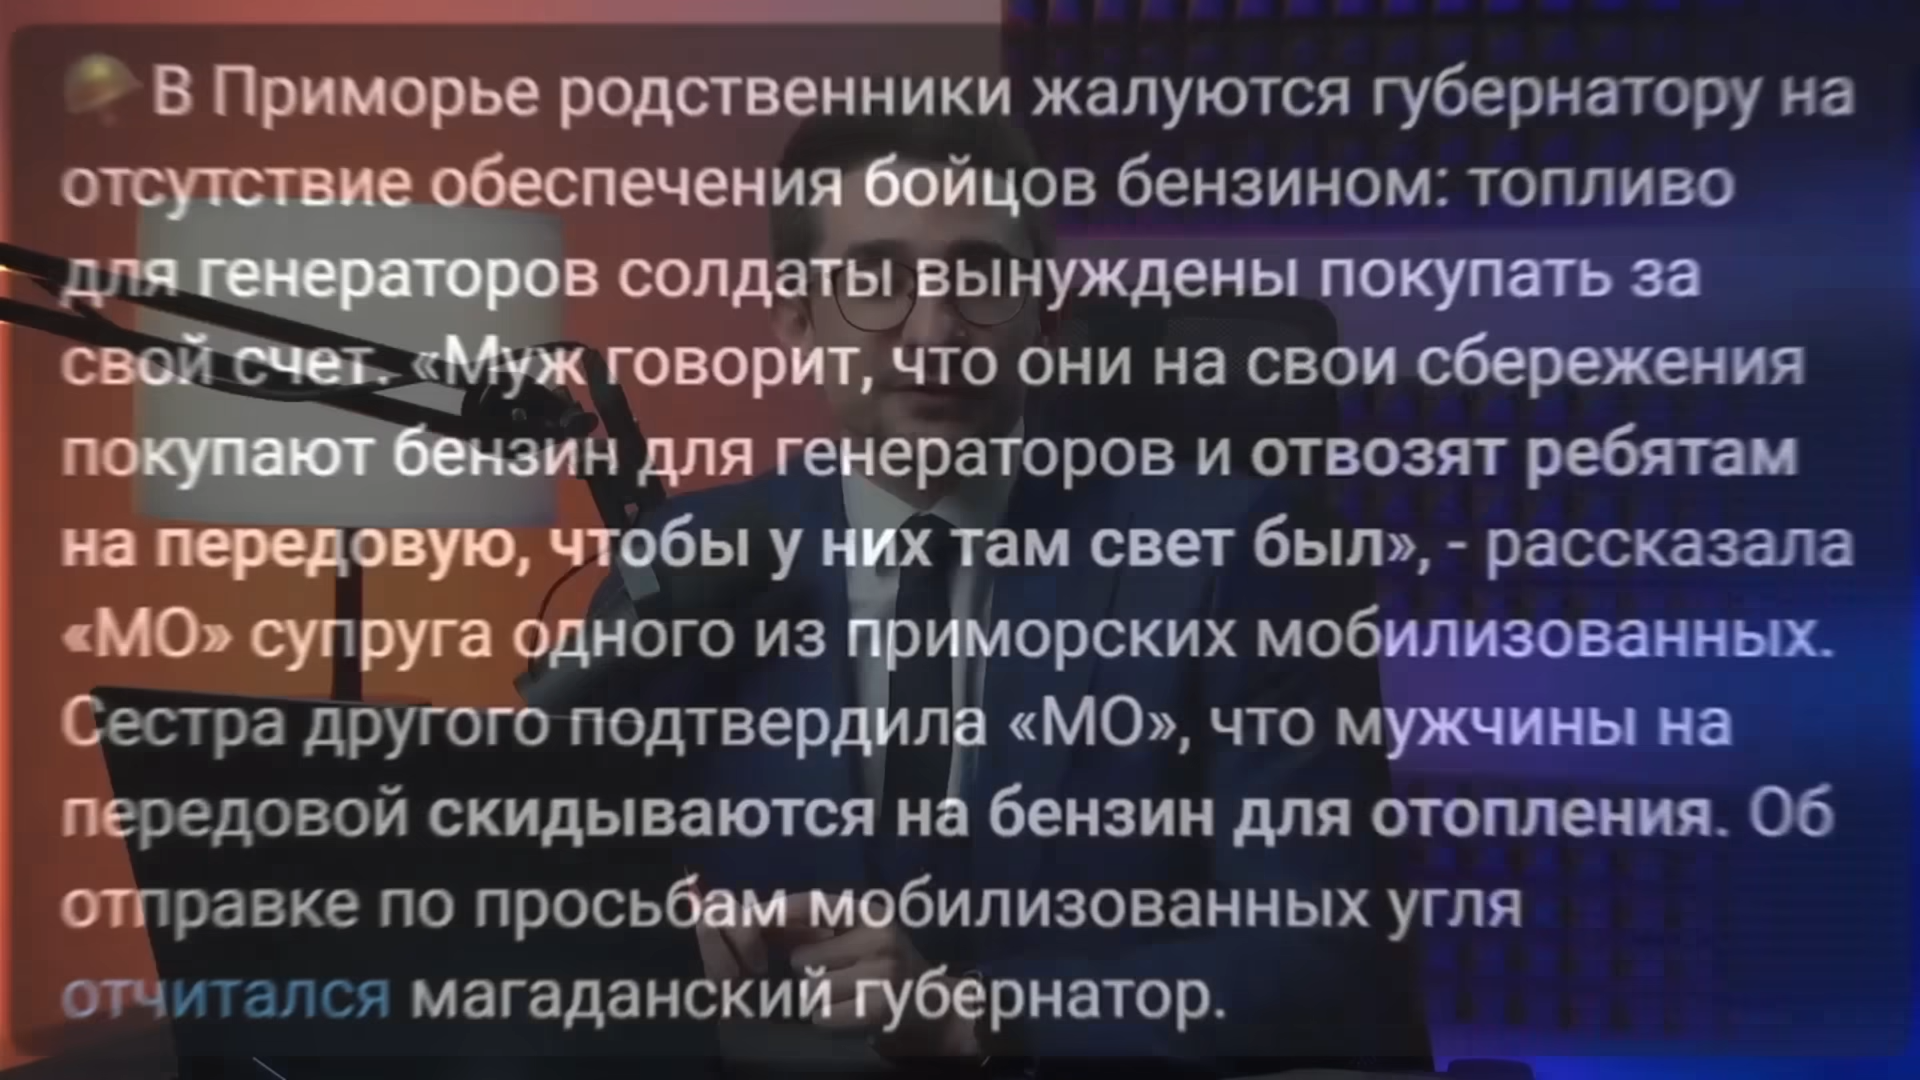 В Приморье родственники жалуются губернатору на
отсутствие обеспечения бойцов бензином: топливо
для генераторов солдаты вынуждены покупать за
свой счет. «Муж говорит, что они на свои сбережения
покупают бензин для генераторов и отвозят ребятам
на передовую, чтобы у них там свет был», - рассказала
«МО» супруга одного из приморских мобилизованных.
Сестра другого подтвердила «МО», что мужчины на
передовой скидываются на бензин для отопления. Об
отправке по просьбам мобилизованных угля
отчитался магаданский губернатор.